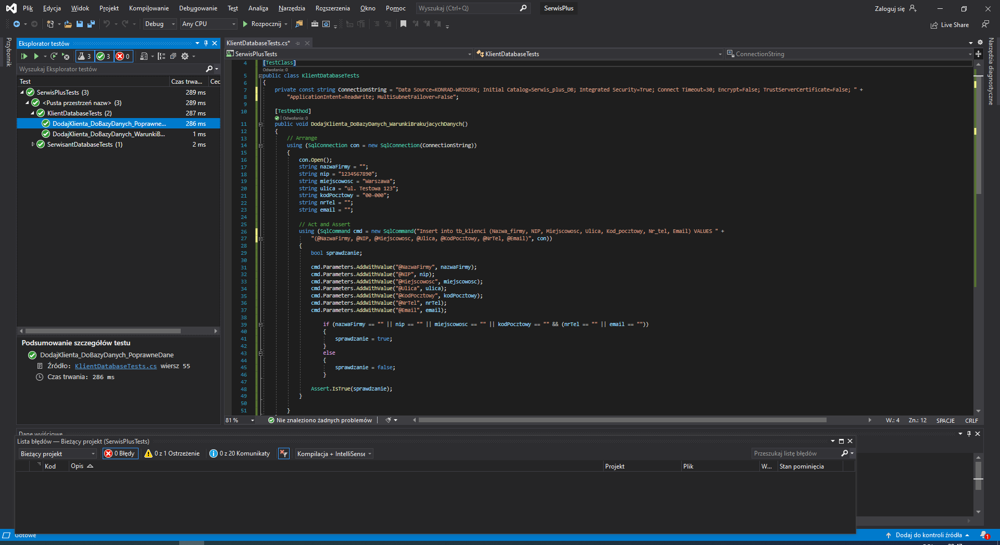 Plik Edycja Widok Projekt Kompilowanie Debugowanie Test Analiza Narzędzia Rozszerzenia Okno Pomoc Wyszukaj (Ctrl+Q) SerwisPlus Zaloguj się
Debug Any CPU Rozpocznij Live Share
Przybornik
Eksplorator testów
3 3 0
Wyszukaj Eksplorator testów
Test Czas trwa... Cec
SerwisPlusTests (3) 289 ms
<Pusta przestrzeń nazw> (3) 289 ms
KlientDatabaseTests (2) 287 ms
DodajKlienta_DoBazyDanych_Poprawne... 286 ms
DodajKlienta_DoBazyDanych_WarunkiB... 1 ms
SerwisantDatabaseTests (1) 2 ms
Podsumowanie szczegółów testu
DodajKlienta_DoBazyDanych_PoprawneDane
Źródło: KlientDatabaseTests.cs wiersz 55
Czas trwania: 286 ms
KlientDatabaseTests.cs*
SerwisPlusTests KlientDatabaseTests ConnectionString
4 [TestClass]
Odwołania: 0
5 public class KlientDatabaseTests
6 {
7 private const string ConnectionString = "Data Source=KONRAD-WRZOSEK; Initial Catalog=Serwis_plus_DB; Integrated Security=True; Connect Timeout=30; Encrypt=False; TrustServerCertificate=False; " +
8 "ApplicationIntent=ReadWrite; MultiSubnetFailover=False";
9
10 [TestMethod]
Odwołania: 0
11 public void DodajKlienta_DoBazyDanych_WarunkiBrakujacychDanych()
12 {
13 // Arrange
14 using (SqlConnection con = new SqlConnection(ConnectionString))
15 {
16 con.Open();
17 string nazwaFirmy = "";
18 string nip = "1234567890";
19 string miejscowosc = "Warszawa";
20 string ulica = "ul. Testowa 123";
21 string kodPocztowy = "00-000";
22 string nrTel = "";
23 string email = "";
24
25 // Act and Assert
26 using (SqlCommand cmd = new SqlCommand("Insert into tb_klienci (Nazwa_firmy, NIP, Miejscowosc, Ulica, Kod_pocztowy, Nr_tel, Email) VALUES " +
27 "(@NazwaFirmy, @NIP, @Miejscowosc, @Ulica, @KodPocztowy, @NrTel, @Email)", con))
28 {
29 bool sprawdzanie;
30
31 cmd.Parameters.AddWithValue("@NazwaFirmy", nazwaFirmy);
32 cmd.Parameters.AddWithValue("@NIP", nip);
33 cmd.Parameters.AddWithValue("@Miejscowosc", miejscowosc);
34 cmd.Parameters.AddWithValue("@Ulica", ulica);
35 cmd.Parameters.AddWithValue("@KodPocztowy", kodPocztowy);
36 cmd.Parameters.AddWithValue("@NrTel", nrTel);
37 cmd.Parameters.AddWithValue("@Email", email);
38
39 if (nazwaFirmy == "" || nip == "" || miejscowosc == "" || kodPocztowy == "" && (nrTel == "" || email == ""))
40 {
41 sprawdzanie = true;
42 }
43 else
44 {
45 sprawdzanie = false;
46 }
47
48 Assert.IsTrue(sprawdzanie);
49 }
50
51 }
81 % Nie znaleziono żadnych problemów W.: 4 Zn.: 12 SPACJE CRLF
Narzędzia diagnostyczne
Dane wyjściowe
Lista błędów — Bieżący projekt (SerwisPlusTests)
Bieżący projekt 0 Błędy 0 z 1 Ostrzeżenie 0 z 20 Komunikaty Kompilacja + IntelliSense Przeszukaj listę błędów
Kod Opis Projekt Plik W... Stan pominięcia
Gotowe Dodaj do kontroli źródła 1